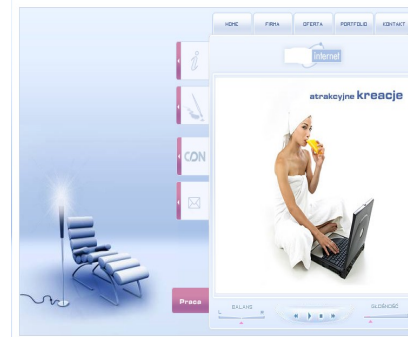 HOME
FIRMA
OFERTA
PORTFOLIO
KONTAKT
internet
atrakcyjne kreacje
i
CON
Praca
BALANS
L
R
GŁOŚNOŚĆ